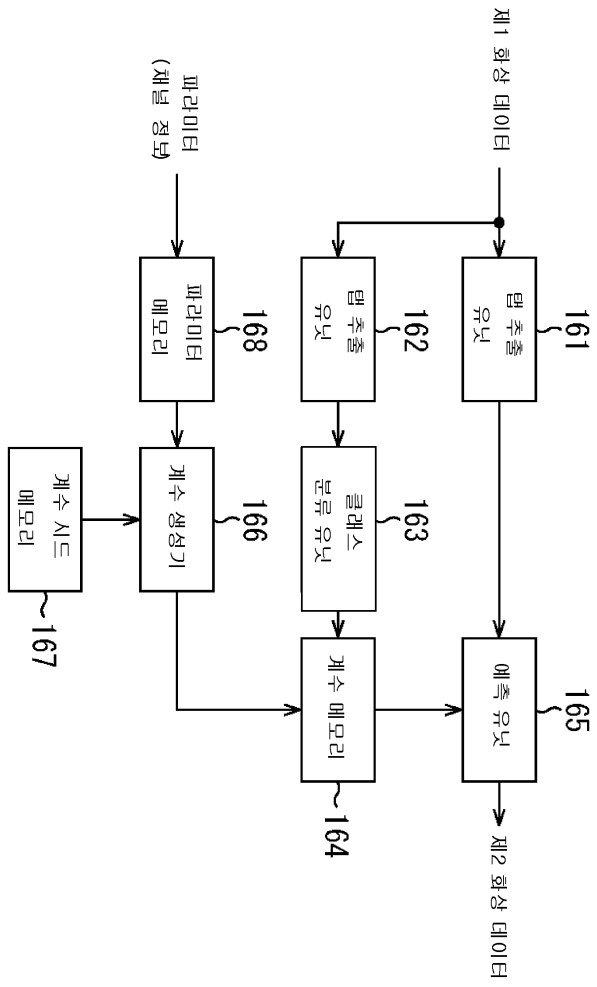 제1 화상 데이터
161
탭 추출
유닛
165
예측 유닛
제2 화상 데이터
162
탭 추출
유닛
163
클래스
분류 유닛
계수 메모리
164
파라미터
(채널 정보)
168
파라미터
메모리
166
계수 생성기
계수 시드
메모리
167